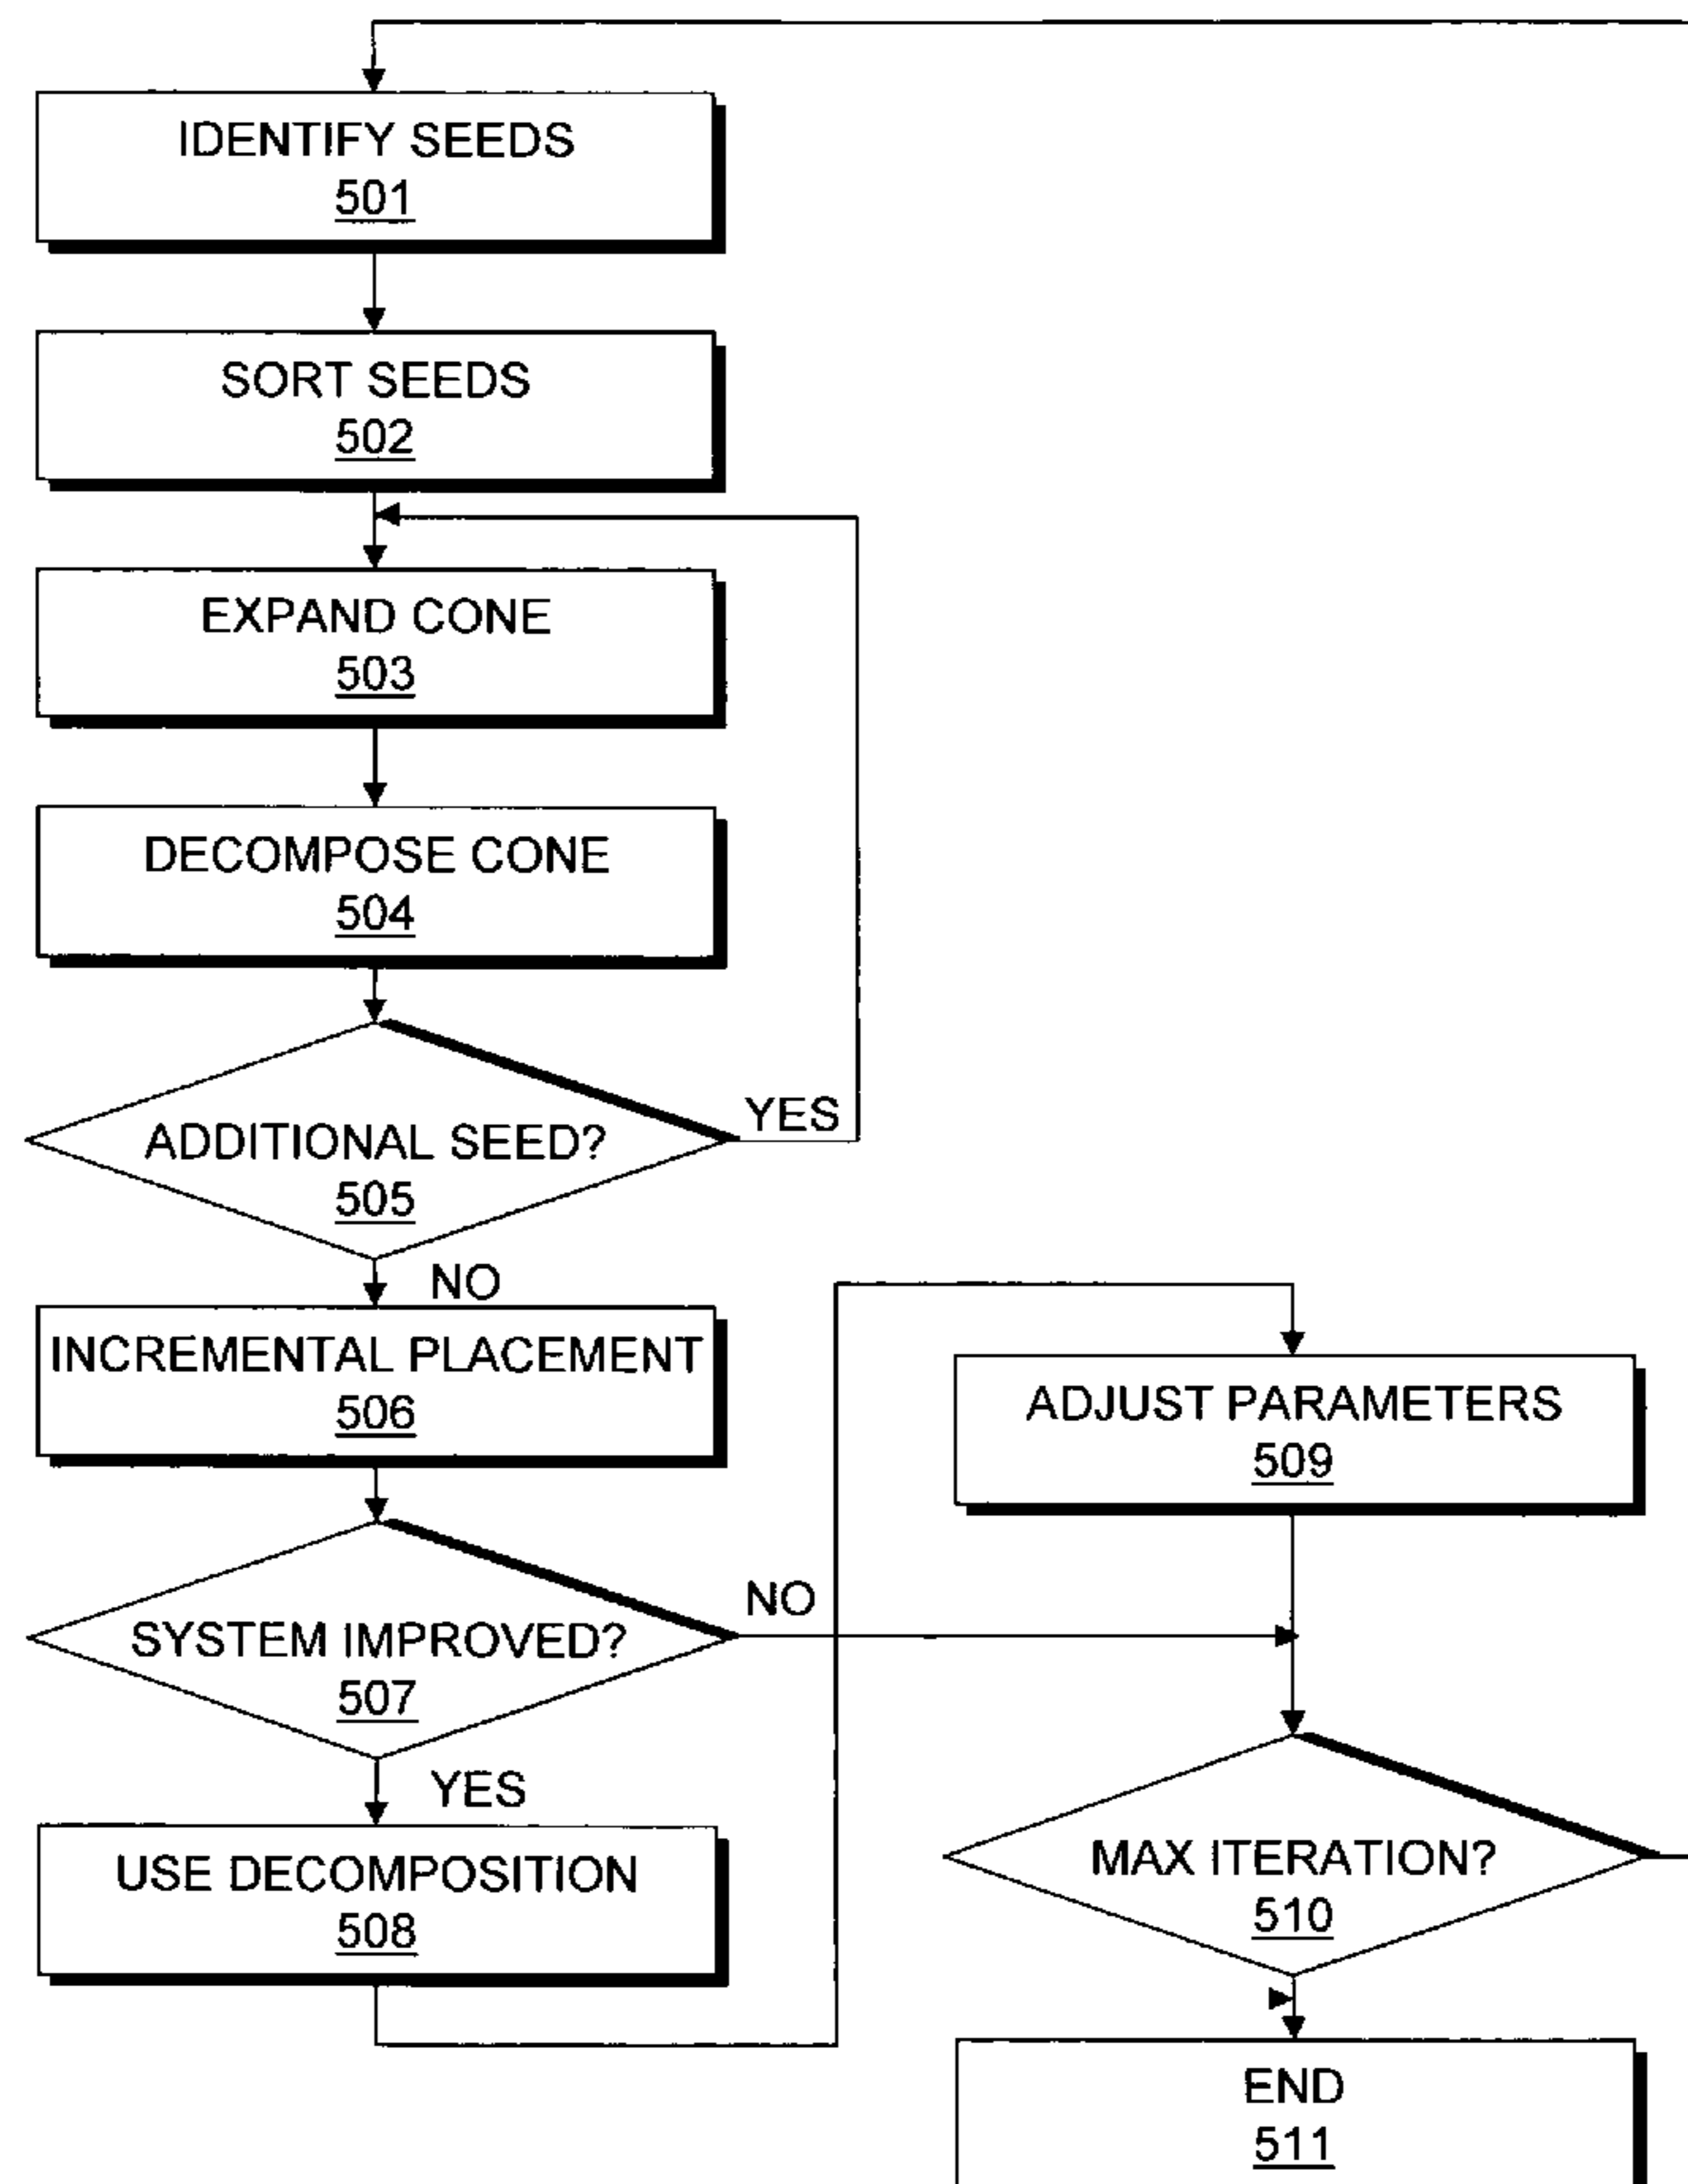 IDENTIFY SEEDS
501
SORT SEEDS
502
EXPAND CONE
503
DECOMPOSE CONE
504
YES
ADDITIONAL SEED?
505
NO
INCREMENTAL PLACEMENT
506
NO
SYSTEM IMPROVED?
507
YES
USE DECOMPOSITION
508
ADJUST PARAMETERS
509
MAX ITERATION?
510
END
511